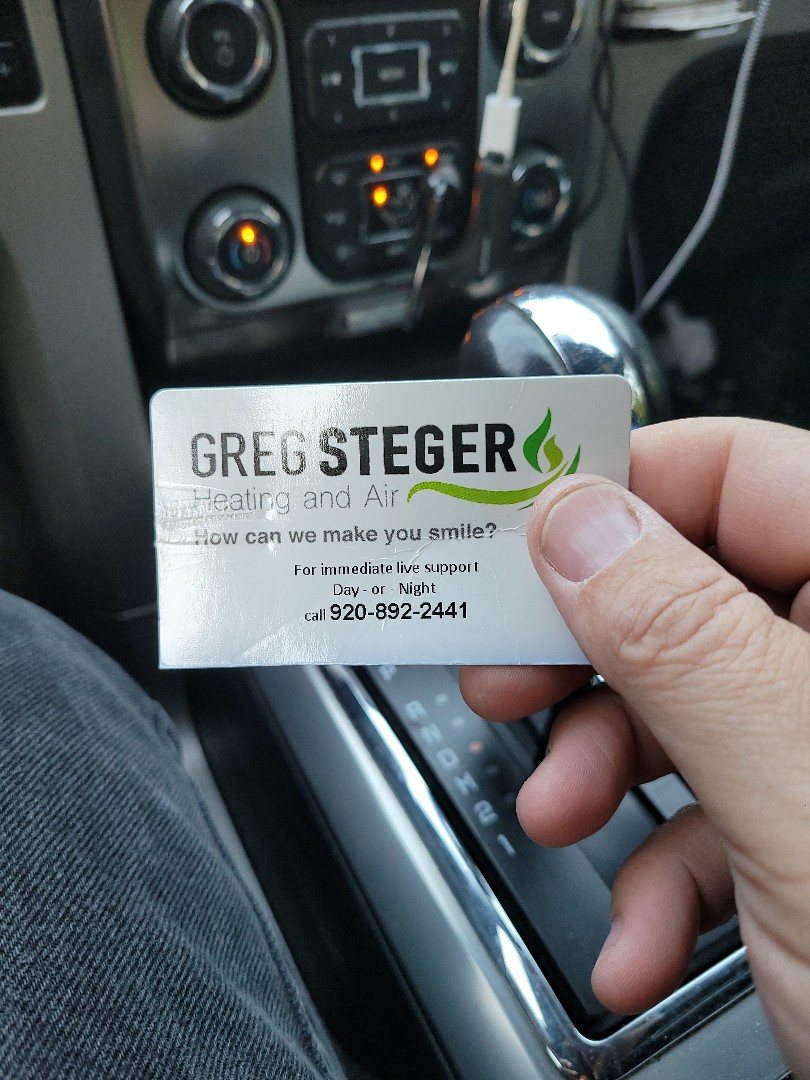 GREG STEGER
Heating and Air
How can we make you smile?
For immediate live support
Day - or - Night
call 920-892-2441